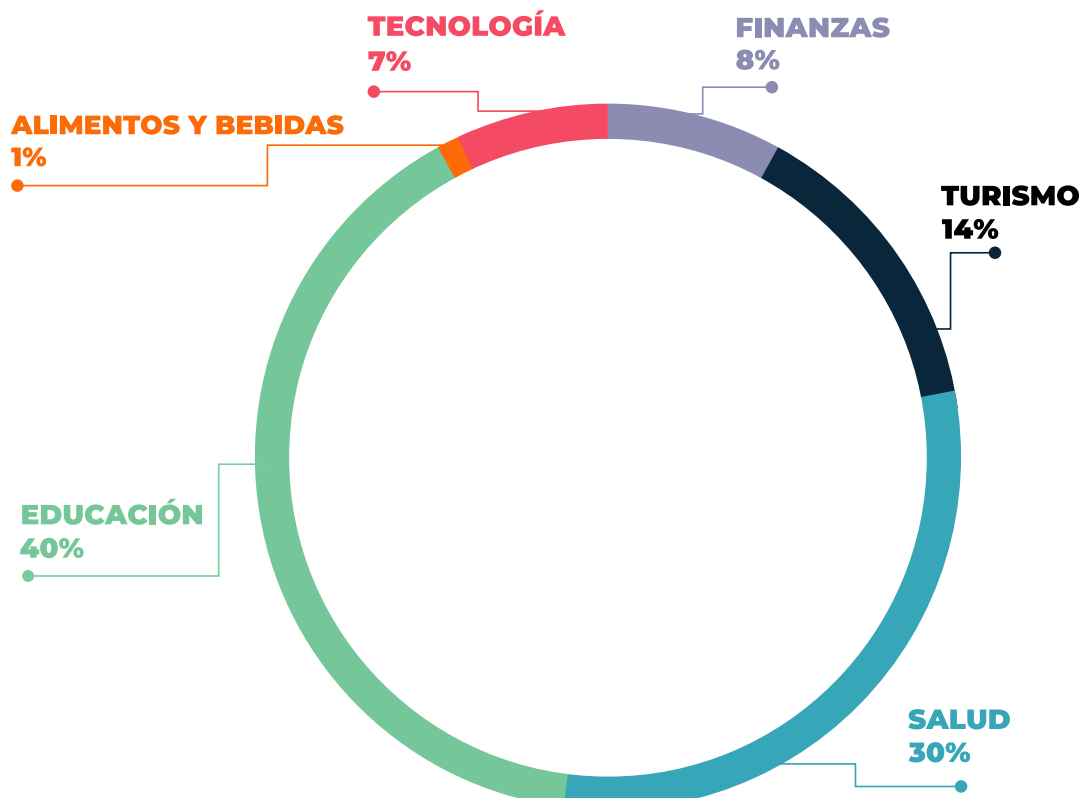 TECNOLOGÍA
7%
FINANZAS
8%
ALIMENTOS Y BEBIDAS
1%
TURISMO
14%
EDUCACIÓN
40%
SALUD
30%